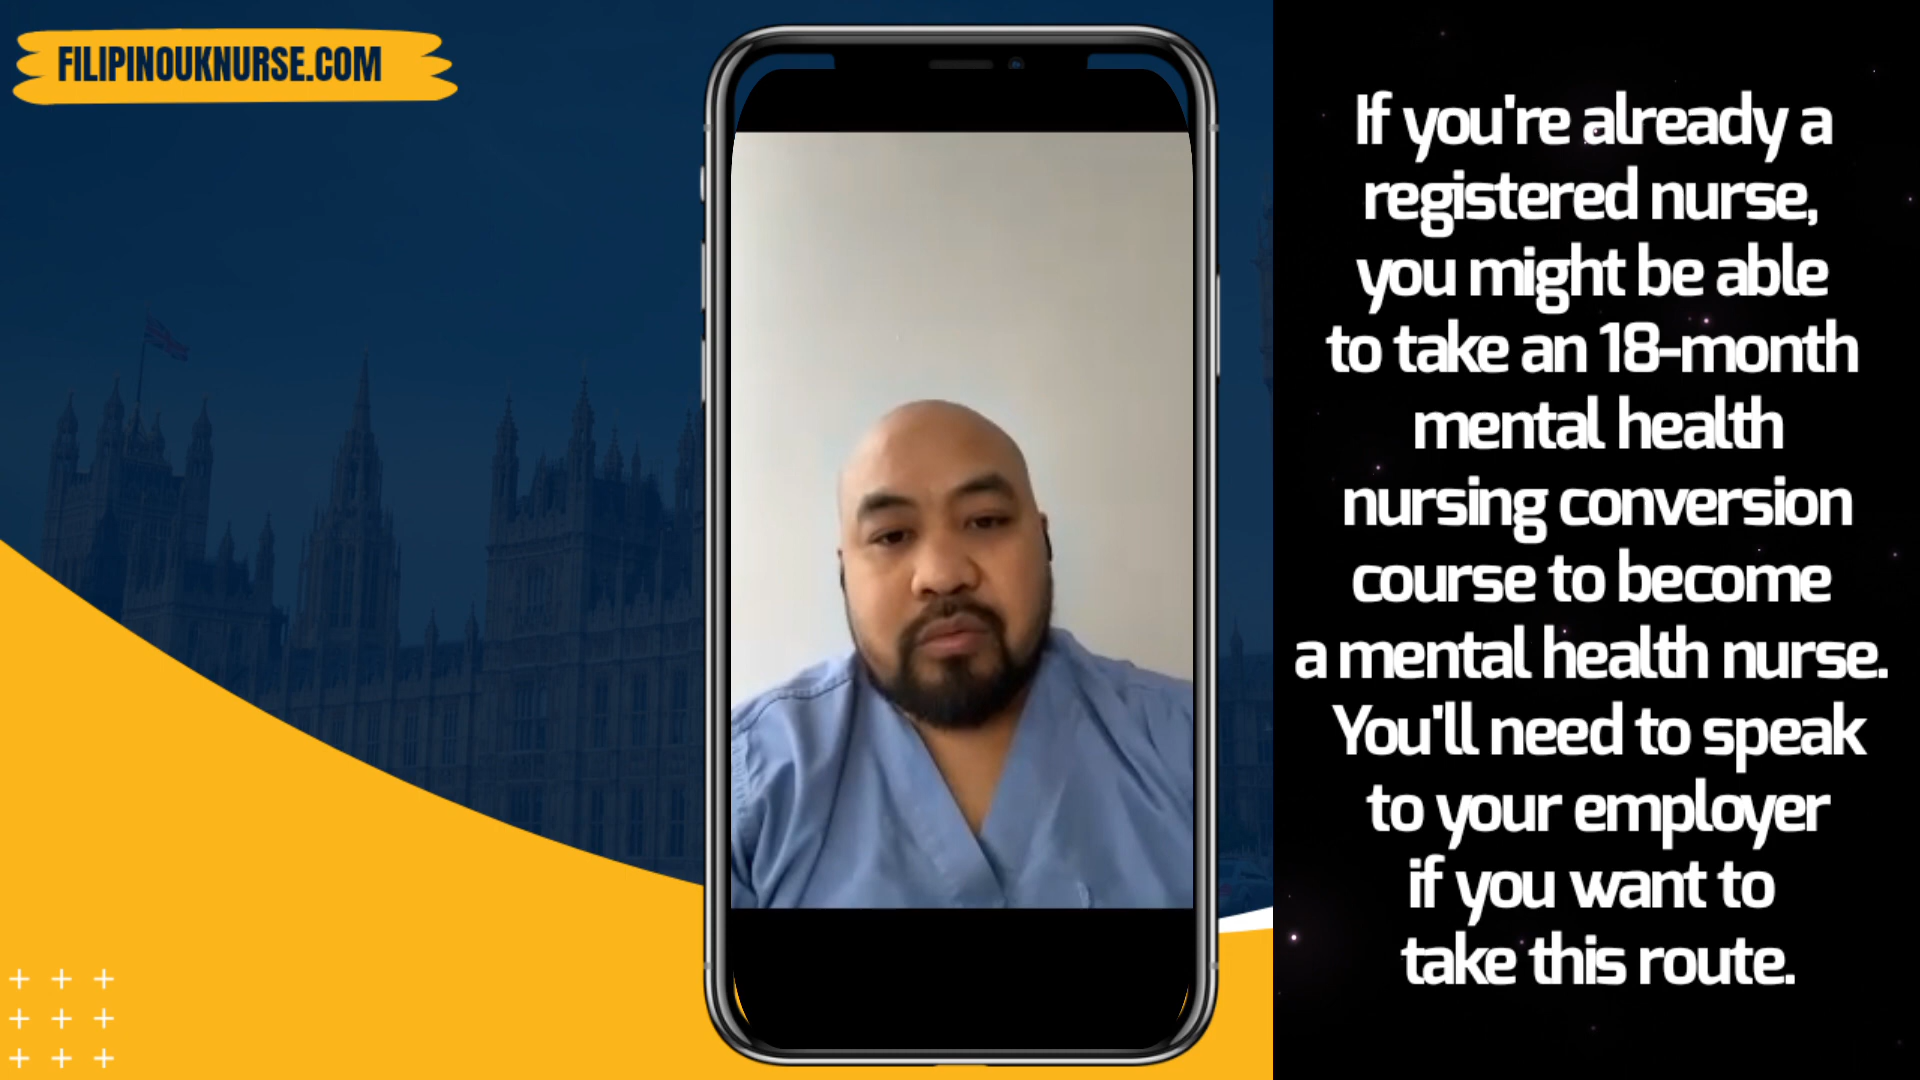 FILIPINOUKNURSE.COM
If you're already a
registered nurse,
you might be able
to take an 18-month
mental health
nursing conversion
course to become
a mental health nurse.
You'll need to speak
to your employer
if you want to
take this route.